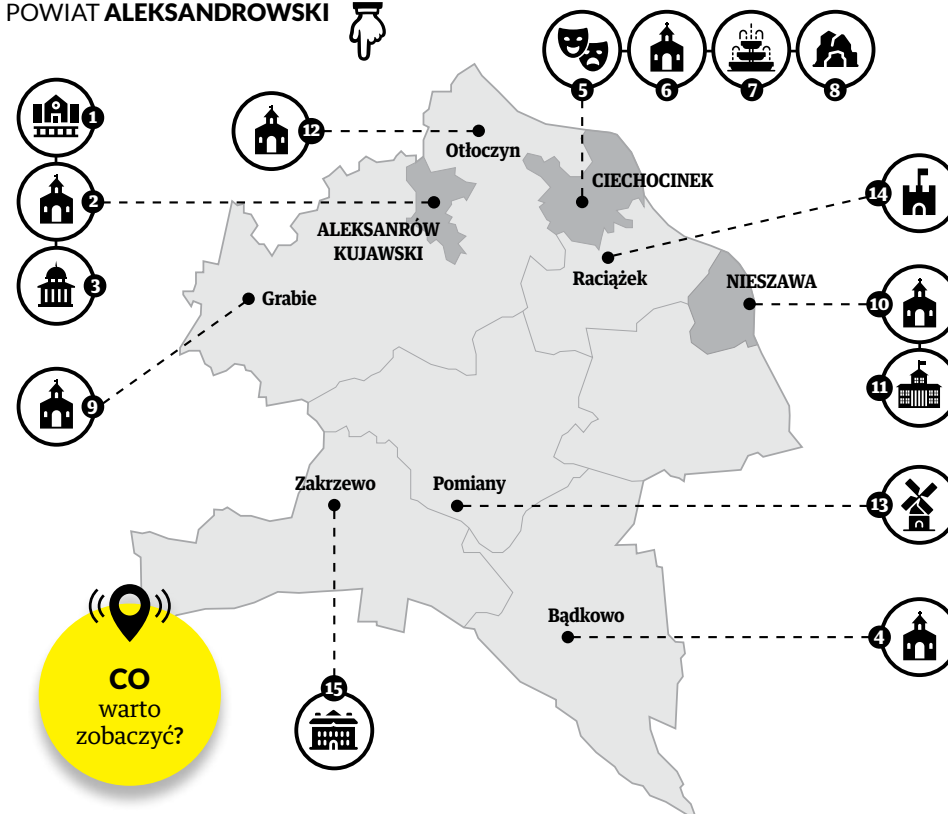 POWIAT ALEKSANDROWSKI
5
6
7
8
1
12
Otłoczyn
CIECHOCINEK
14
2
ALEKSANRÓW
KUJAWSKI
Raciążek
NIESZAWA
3
Grabie
10
9
11
Zakrzewo
Pomiany
13
Bądkowo
4
CO
warto
zobaczyć?
15